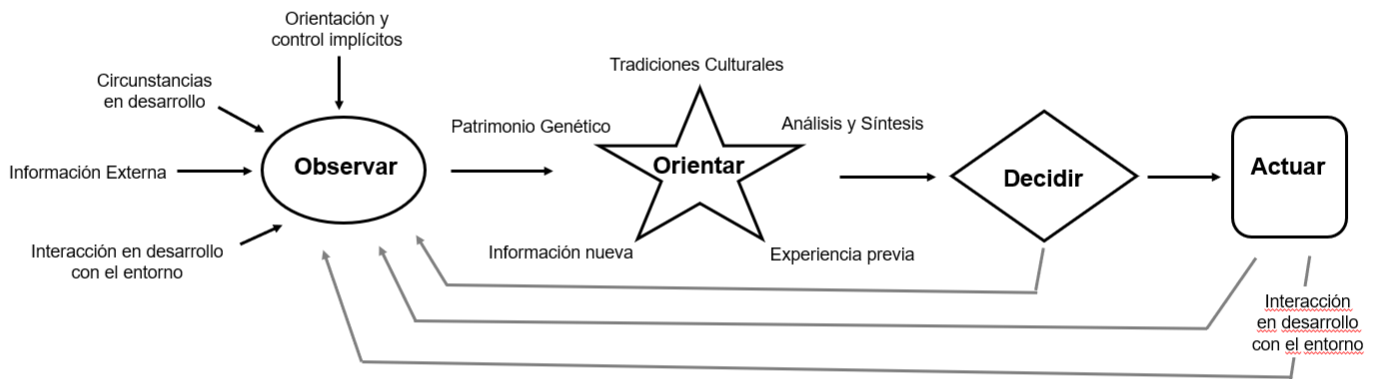 Orientación y
control implícitos
Circunstancias
en desarrollo
Información Externa
Interacción en desarrollo
con el entorno
Observar
Tradiciones Culturales
Patrimonio Genético
Análisis y Síntesis
Orientar
Información nueva
Experiencia previa
Decidir
Actuar
Interacción
en desarrollo
con el entorno